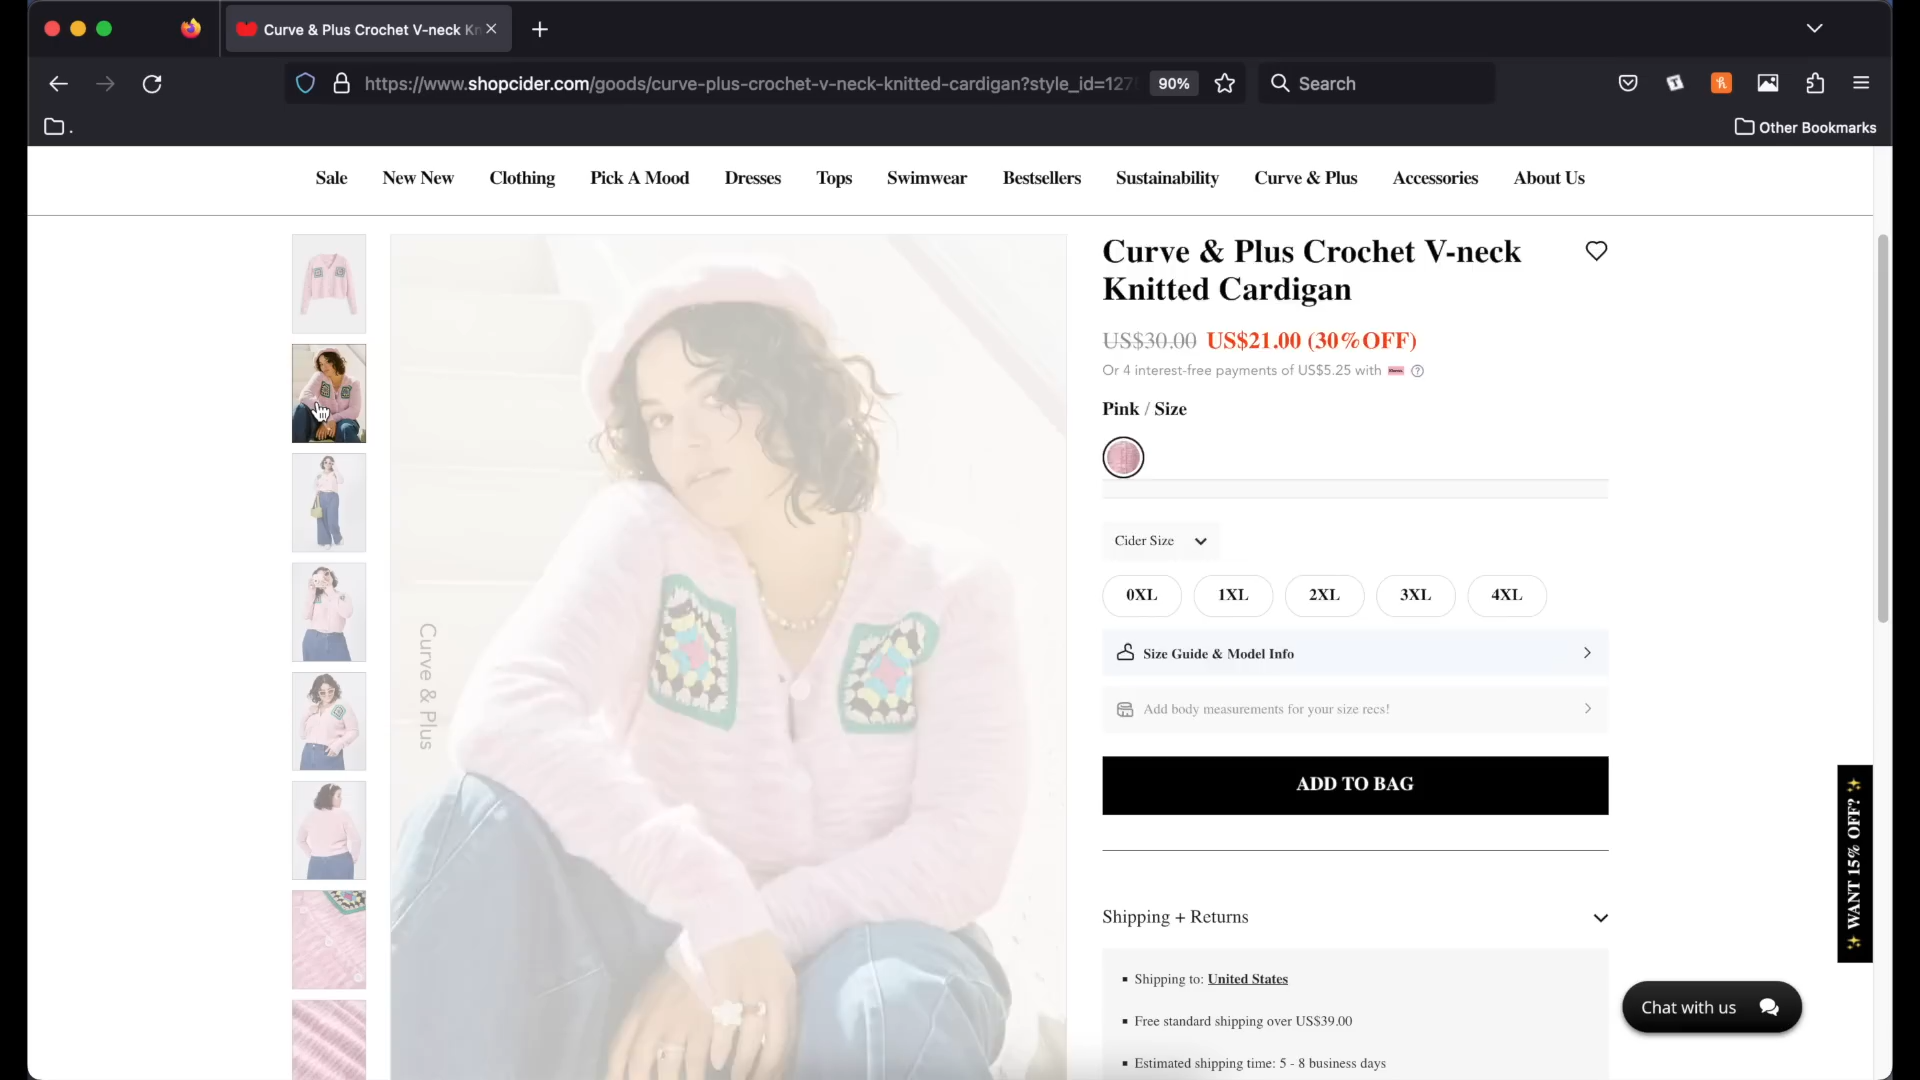 Curve & Plus Crochet V-neck Kn
https://www.shopcider.com/goods/curve-plus-crochet-v-neck-knitted-cardigan?style_id=127
90%
Search
.
Other Bookmarks
Sale
New New
Clothing
Pick A Mood
Dresses
Tops
Swimwear
Bestsellers
Sustainability
Curve & Plus
Accessories
About Us
Curve & Plus
Curve & Plus Crochet V-neck
Knitted Cardigan
US$30.00 US$21.00 (30%OFF)
Or 4 interest-free payments of US$5.25 with
Pink / Size
Cider Size
0XL
1XL
2XL
3XL
4XL
Size Guide & Model Info
Add body measurements for your size recs!
ADD TO BAG
Shipping + Returns
Shipping to: United States
Free standard shipping over US$39.00
Estimated shipping time: 5 - 8 business days
✨ WANT 15% OFF? ✨
Chat with us